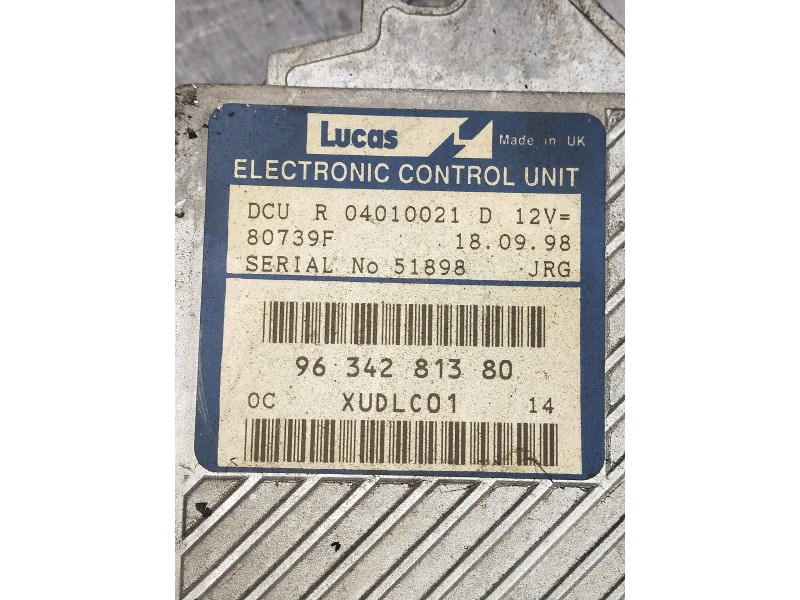 Lucas Made in UK
ELECTRONIC CONTROL UNIT
DCU R 04010021 D 12V=
80739F 18.09.98
SERIAL No 51898 JRG
96 342 813 80
OC XUDLC01 14